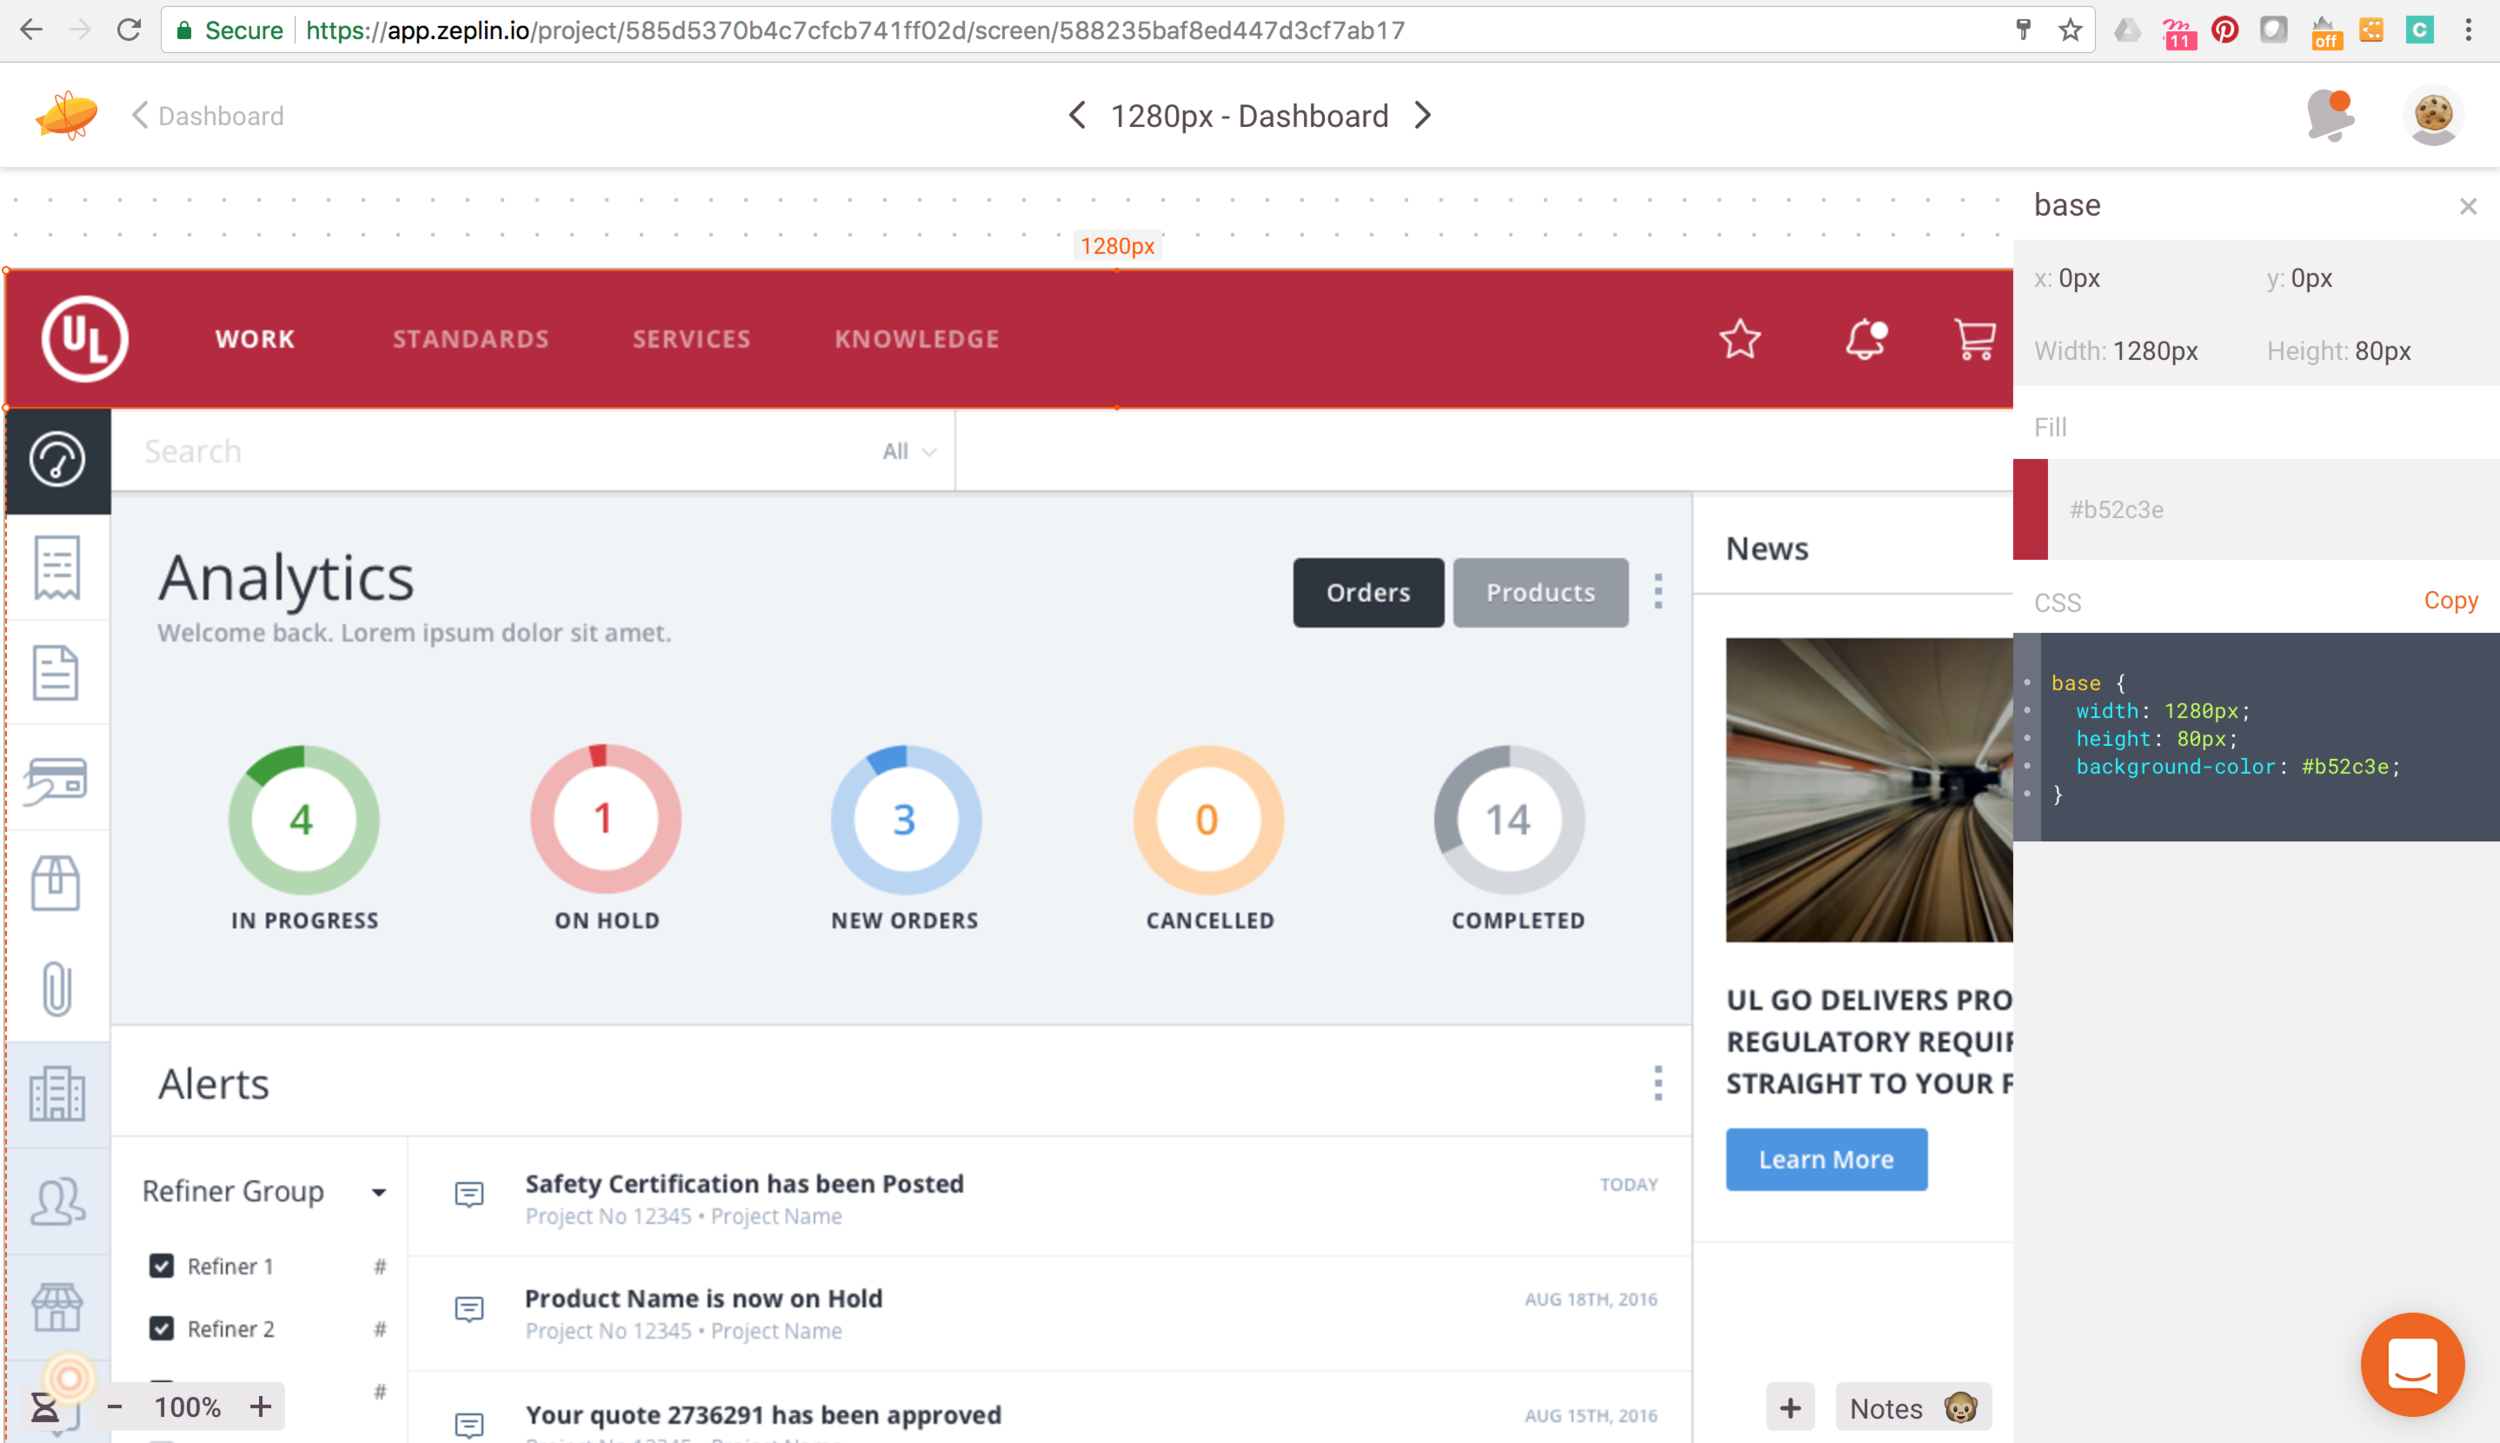 Secure https://app.zeplin.io/project/585d5370b4c7cfcb741ff02d/screen/588235baf8ed447d3cf7ab17
11
off
C
Dashboard
1280px - Dashboard
base
1280px
x: 0px y: 0px
Width: 1280px Height: 80px
UL
WORK STANDARDS SERVICES KNOWLEDGE
Fill
#b52c3e
CSS Copy
base {
width: 1280px;
height: 80px;
background-color: #b52c3e;
}
Search All
Analytics
Welcome back. Lorem ipsum dolor sit amet.
Orders Products
4 1 3 0 14
IN PROGRESS ON HOLD NEW ORDERS CANCELLED COMPLETED
News
UL GO DELIVERS PRO
REGULATORY REQUIR
STRAIGHT TO YOUR F
Learn More
Alerts
Refiner Group
Refiner 1 #
Refiner 2 #
#
Safety Certification has been Posted TODAY
Project No 12345 • Project Name
Product Name is now on Hold AUG 18TH, 2016
Project No 12345 • Project Name
Your quote 2736291 has been approved AUG 15TH, 2016
- 100% +
+ Notes